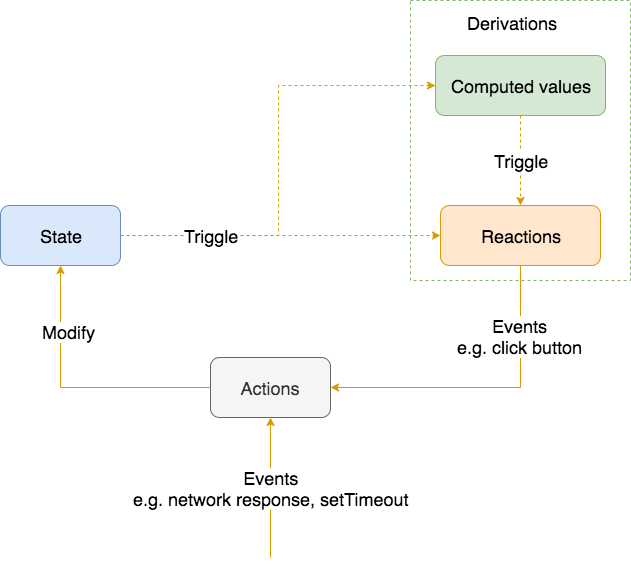 Derivations
Computed values
Triggle
State
Triggle
Reactions
Modify
Events
e.g. click button
Actions
Events
e.g. network response, setTimeout